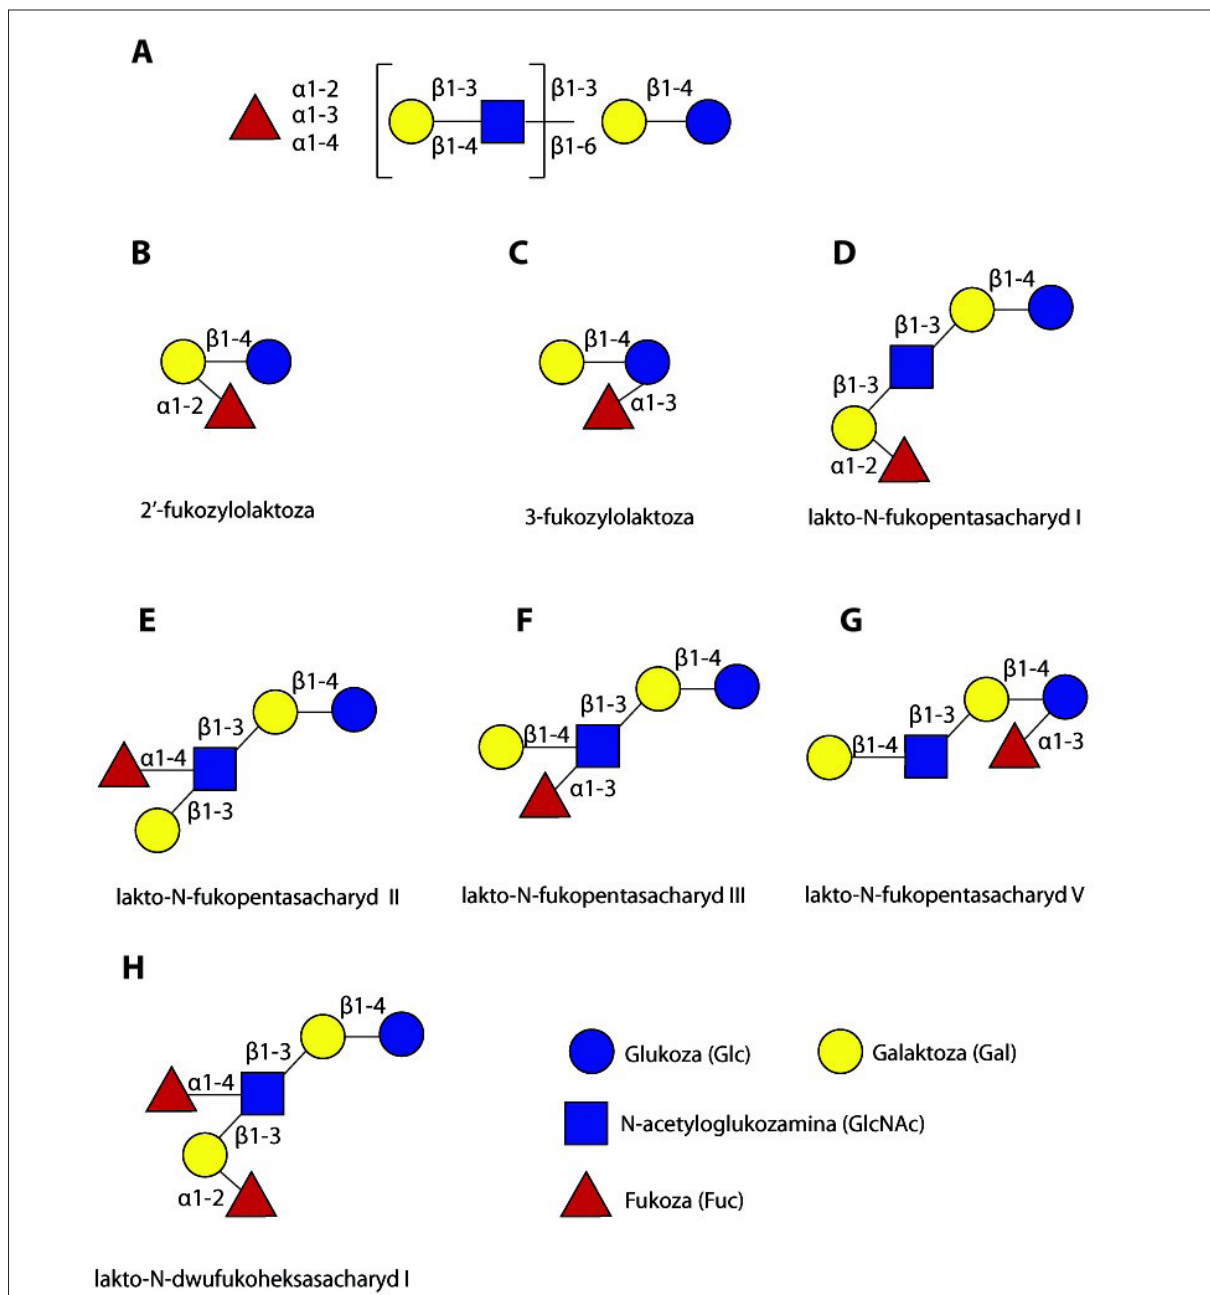 A
α1-2
α1-3
α1-4
β1-3
β1-4
β1-3
β1-6
β1-4
B
β1-4
α1-2
2’-fukozylolaktoza
C
β1-4
α1-3
3-fukozylolaktoza
D
β1-4
β1-3
β1-3
α1-2
lakto-N-fukopentasacharyd I
E
β1-4
β1-3
α1-4
β1-3
lakto-N-fukopentasacharyd II
F
β1-4
β1-3
β1-4
α1-3
lakto-N-fukopentasacharyd III
G
β1-4
β1-3
β1-4
α1-3
lakto-N-fukopentasacharyd V
H
β1-4
β1-3
α1-4
β1-3
α1-2
lakto-N-dwufukoheksasacharyd I
Glukoza (Glc)
Galaktoza (Gal)
N-acetyloglukozamina (GlcNAc)
Fukoza (Fuc)